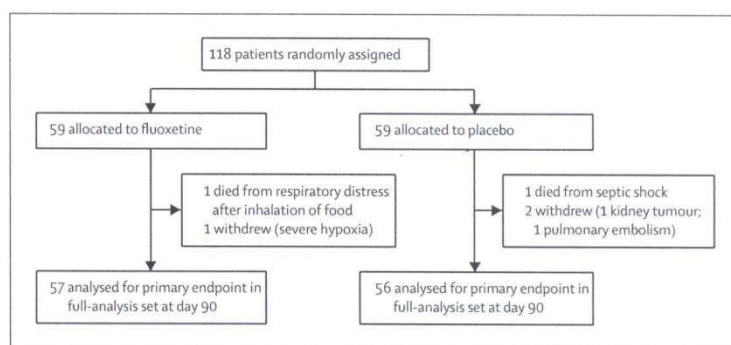 118 patients randomly assigned
59 allocated to fluoxetine
59 allocated to placebo
1 died from respiratory distress
after inhalation of food
1 withdrew (severe hypoxia)
1 died from septic shock
2 withdrew (1 kidney tumour;
1 pulmonary embolism)
57 analysed for primary endpoint in
full-analysis set at day 90
56 analysed for primary endpoint in
full-analysis set at day 90